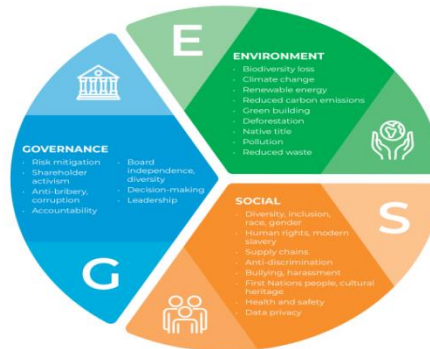 E
ENVIRONMENT
Biodiversity loss
Climate change
Renewable energy
Reduced carbon emissions
Green building
Deforestation
Native title
Pollution
Reduced waste
GOVERNANCE
Risk mitigation
Shareholder
activism
Anti-bribery,
corruption
Accountability
Board
independence,
diversity
Decision-making
Leadership
G
SOCIAL
Diversity, inclusion,
race, gender
Human rights, modern
slavery
Supply chains
Anti-discrimination
Bullying, harassment
First Nations people, cultural
heritage
Health and safety
Data privacy
S